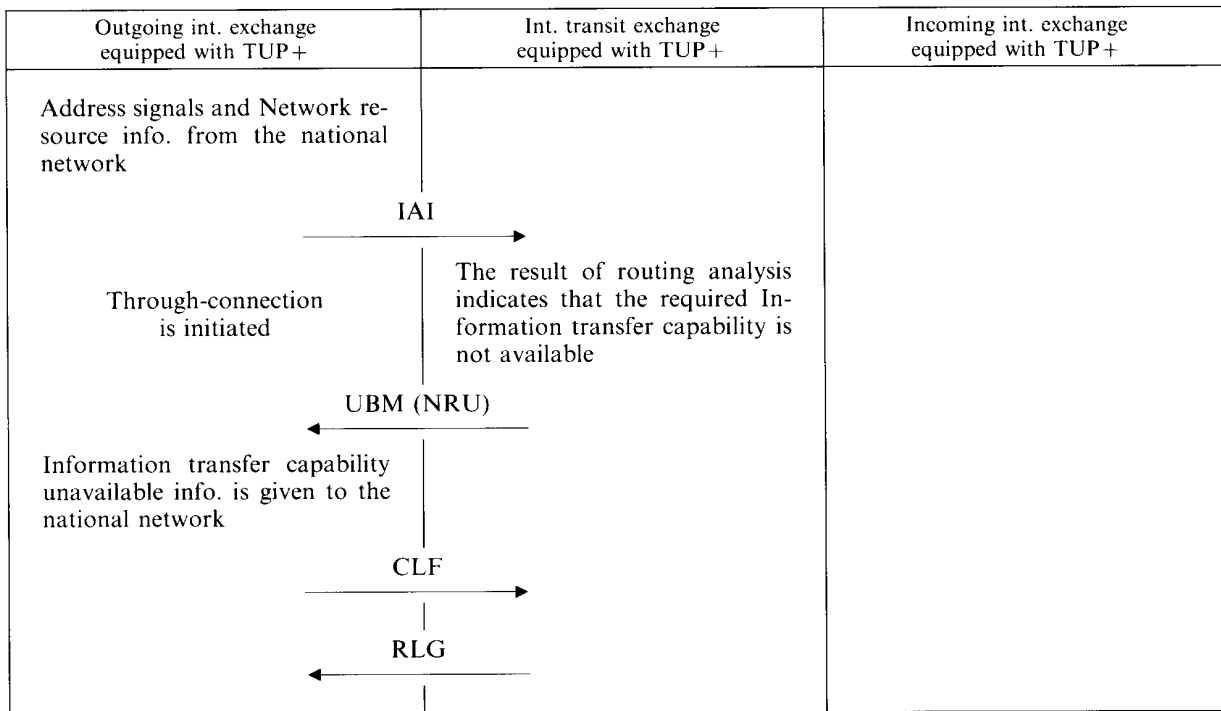 Outgoing int. exchange
equipped with TUP+
Int. transit exchange
equipped with TUP+
Incoming int. exchange
equipped with TUP+
Address signals and Network re-
source info. from the national
network
IAI
Through-connection
is initiated
The result of routing analysis
indicates that the required In-
formation transfer capability is
not available
UBM (NRU)
Information transfer capability
unavailable info. is given to the
national network
CLF
RLG